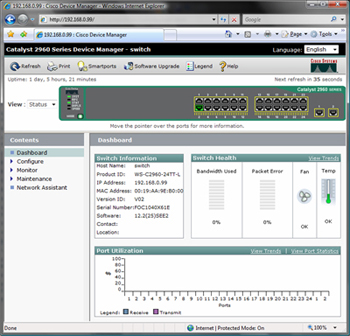 192.168.0.99/ - Cisco Device Manager - Windows Internet Explorer
http://192.168.0.99/
Google
192.168.0.99/ - Cisco Device Manager
Page
Tools
Catalyst 2960 Series Device Manager - switch
Language: English
Refresh
Print
Smartports
Software Upgrade
Legend
Help
Uptime: 1 day, 5 hours, 21 minutes
Next refresh in 35 seconds
Catalyst 2960 SERIES
View: Status
Move the pointer over the ports for more information.
Contents
Dashboard
Configure
Monitor
Maintenance
Network Assistant
Dashboard
Switch Information
Host Name: switch
Product ID: WS-C2960-24TT-L
IP Address: 192.168.0.99
MAC Address: 00:19:AA:9E:B0:00
Version ID: V02
Serial Number: FOC1040X61E
Software: 12.2(25)SEE2
Contact:
Location:
Switch Health
View Trends
Bandwidth Used
Packet Error
Fan
Temp
0%
0%
OK
OK
Port Utilization
View Trends | View Port Statistics
100
80
60
%
40
20
0
1 2 3 4 5 6 7 8 9 10 11 12 13 14 15 16 17 18 19 20 21 22 23 24 1 2
Ports
Legend: Receive Transmit
Done
Internet | Protected Mode: On
100%